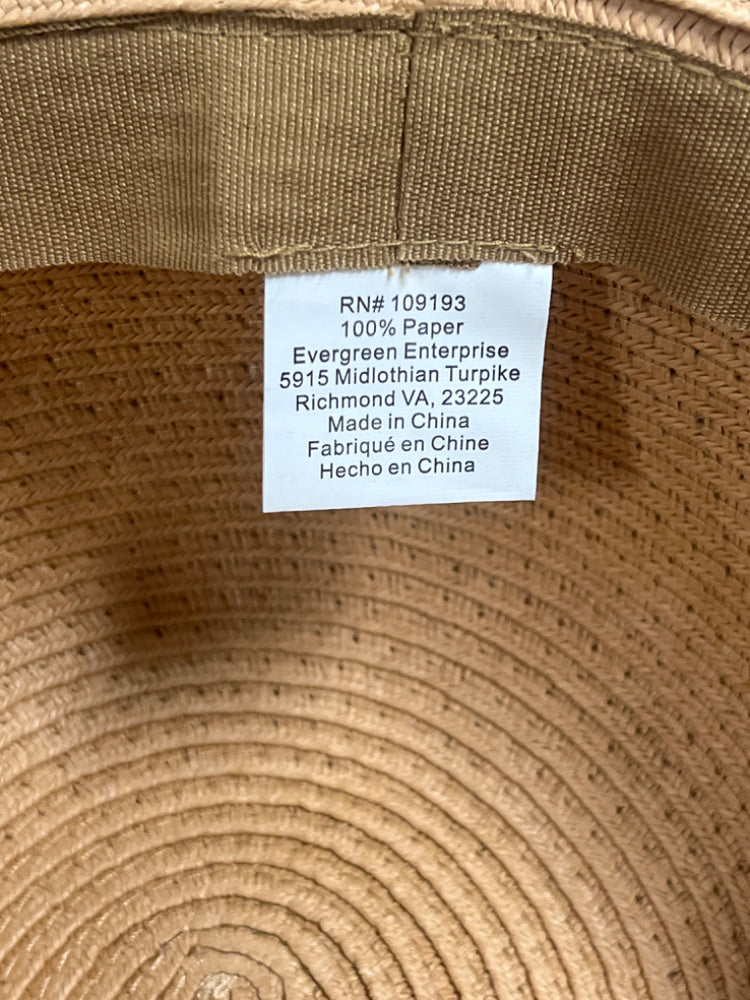 RN# 109193
100% Paper
Evergreen Enterprise
5915 Midlothian Turpike
Richmond VA, 23225
Made in China
Fabriqué en Chine
Hecho en China